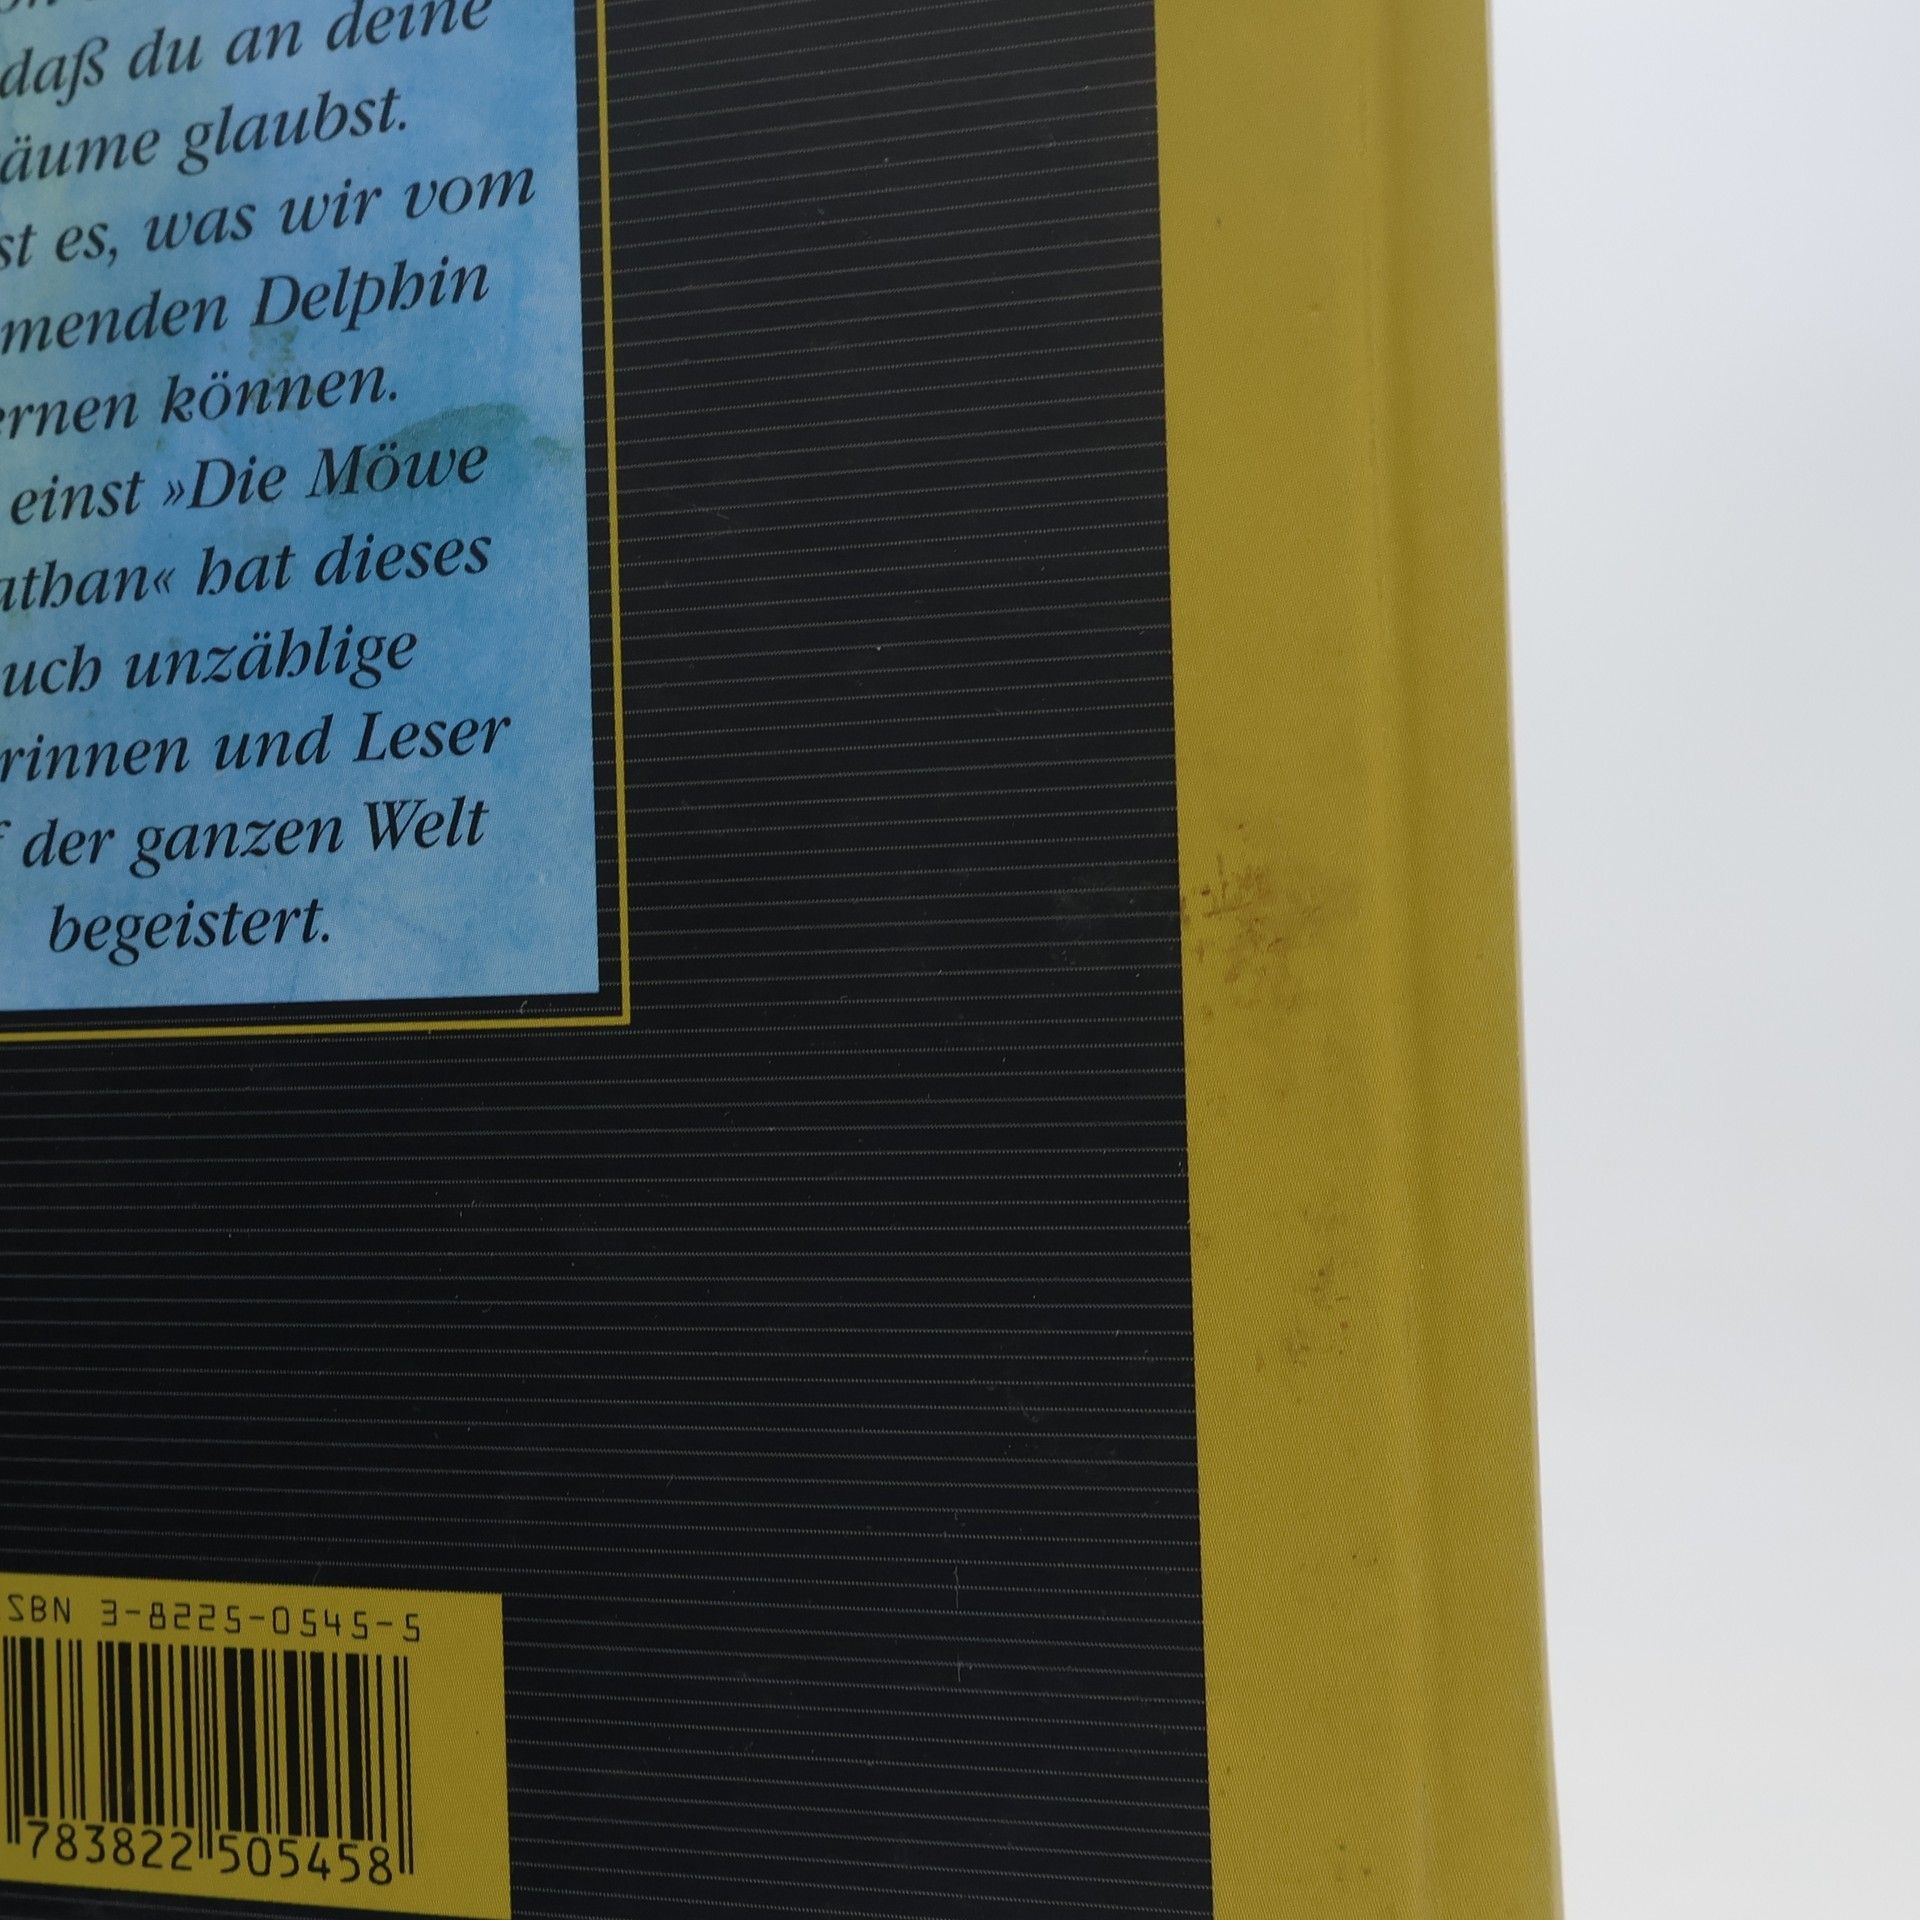 daß du an deine
äume glaubst.
st es, was wir vom
menden Delphin
ernen können.
einst »Die Möwe
athan« hat dieses
uch unzählige
rinnen und Leser
f der ganzen Welt
begeistert.
SBN 3-8225-0545-5
783822 505458